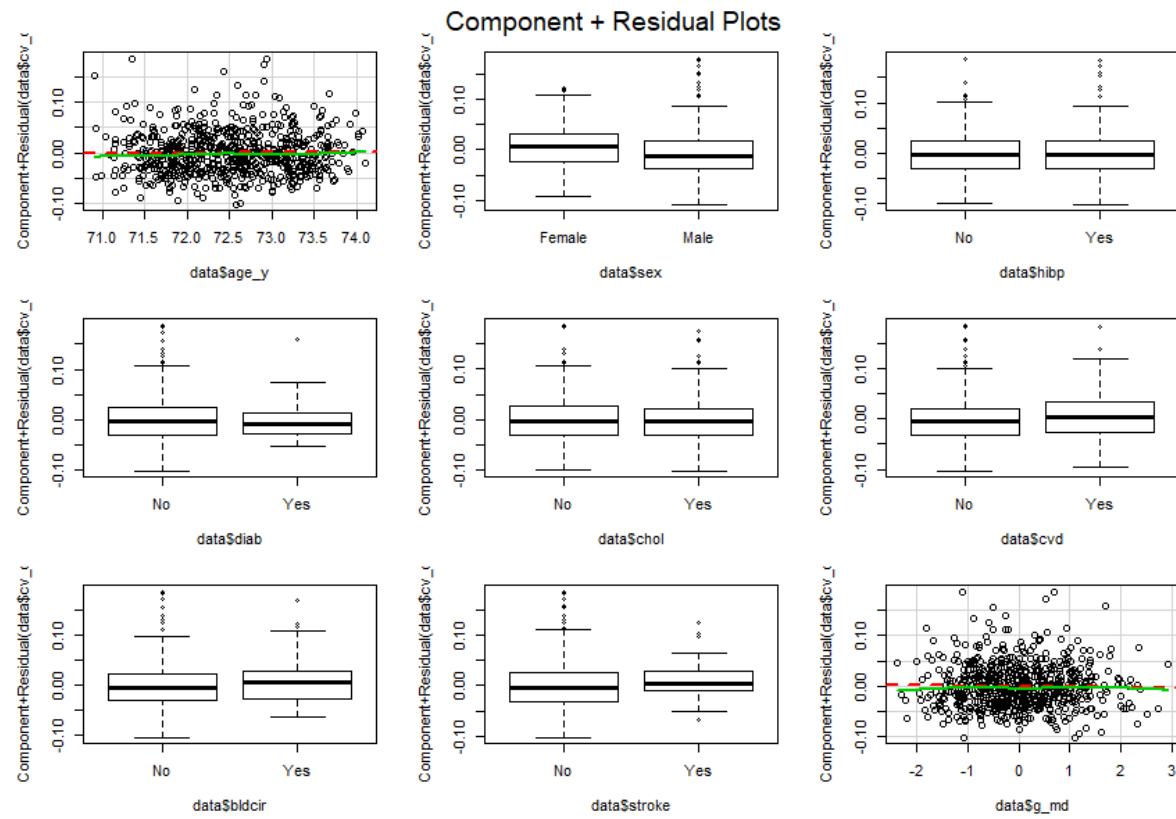 Component + Residual Plots
Component+Residual(data$cv_
0.10
0.00
-0.10
71.0 71.5 72.0 72.5 73.0 73.5 74.0
data$age_y
Component+Residual(data$cv_
0.10
0.00
-0.10
Female Male
data$sex
Component+Residual(data$cv_
0.10
0.00
-0.10
No Yes
data$hibp
Component+Residual(data$cv_
0.10
0.00
-0.10
No Yes
data$diab
Component+Residual(data$cv_
0.10
0.00
-0.10
No Yes
data$chol
Component+Residual(data$cv_
0.10
0.00
-0.10
No Yes
data$cvd
Component+Residual(data$cv_
0.10
0.00
-0.10
No Yes
data$bldcir
Component+Residual(data$cv_
0.10
0.00
-0.10
No Yes
data$stroke
Component+Residual(data$cv_
0.10
0.00
-0.10
-2 -1 0 1 2 3
data$g_md